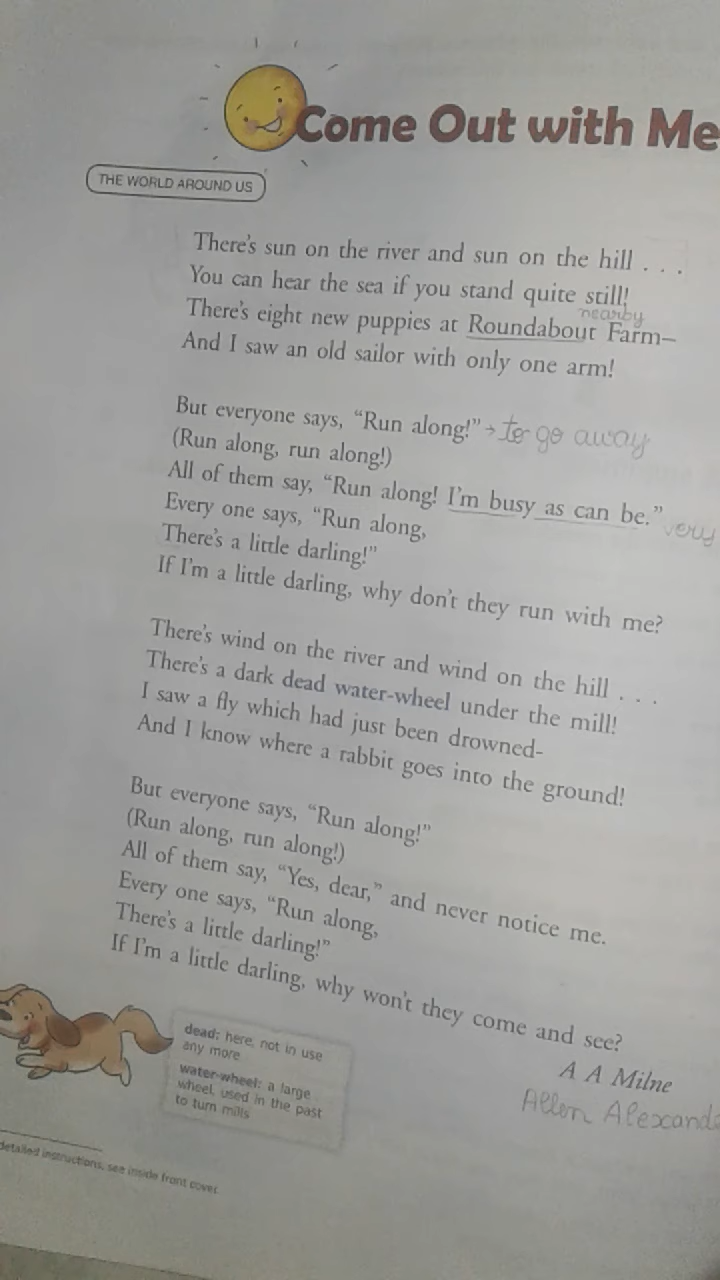 Come Out with Me
THE WORLD AROUND US
There's sun on the river and sun on the hill . . .
You can hear the sea if you stand quite still!
nearby
There's eight new puppies at Roundabout Farm–
And I saw an old sailor with only one arm!
But everyone says, “Run along!” → to go away
(Run along, run along!)
All of them say, “Run along! I'm busy as can be.” very
Every one says, “Run along,
There's a little darling!”
If I'm a little darling, why don't they run with me?
There's wind on the river and wind on the hill . . .
There's a dark dead water-wheel under the mill!
I saw a fly which had just been drowned-
And I know where a rabbit goes into the ground!
But everyone says, “Run along!”
(Run along, run along!)
All of them say, “Yes, dear,” and never notice me.
Every one says, “Run along,
There's a little darling!”
If I'm a little darling, why won't they come and see?
A A Milne
Allen Alexand
dead: here, not in use
any more
water-wheel: a large
wheel, used in the past
to turn mills
detailed instructions, see inside front cover.